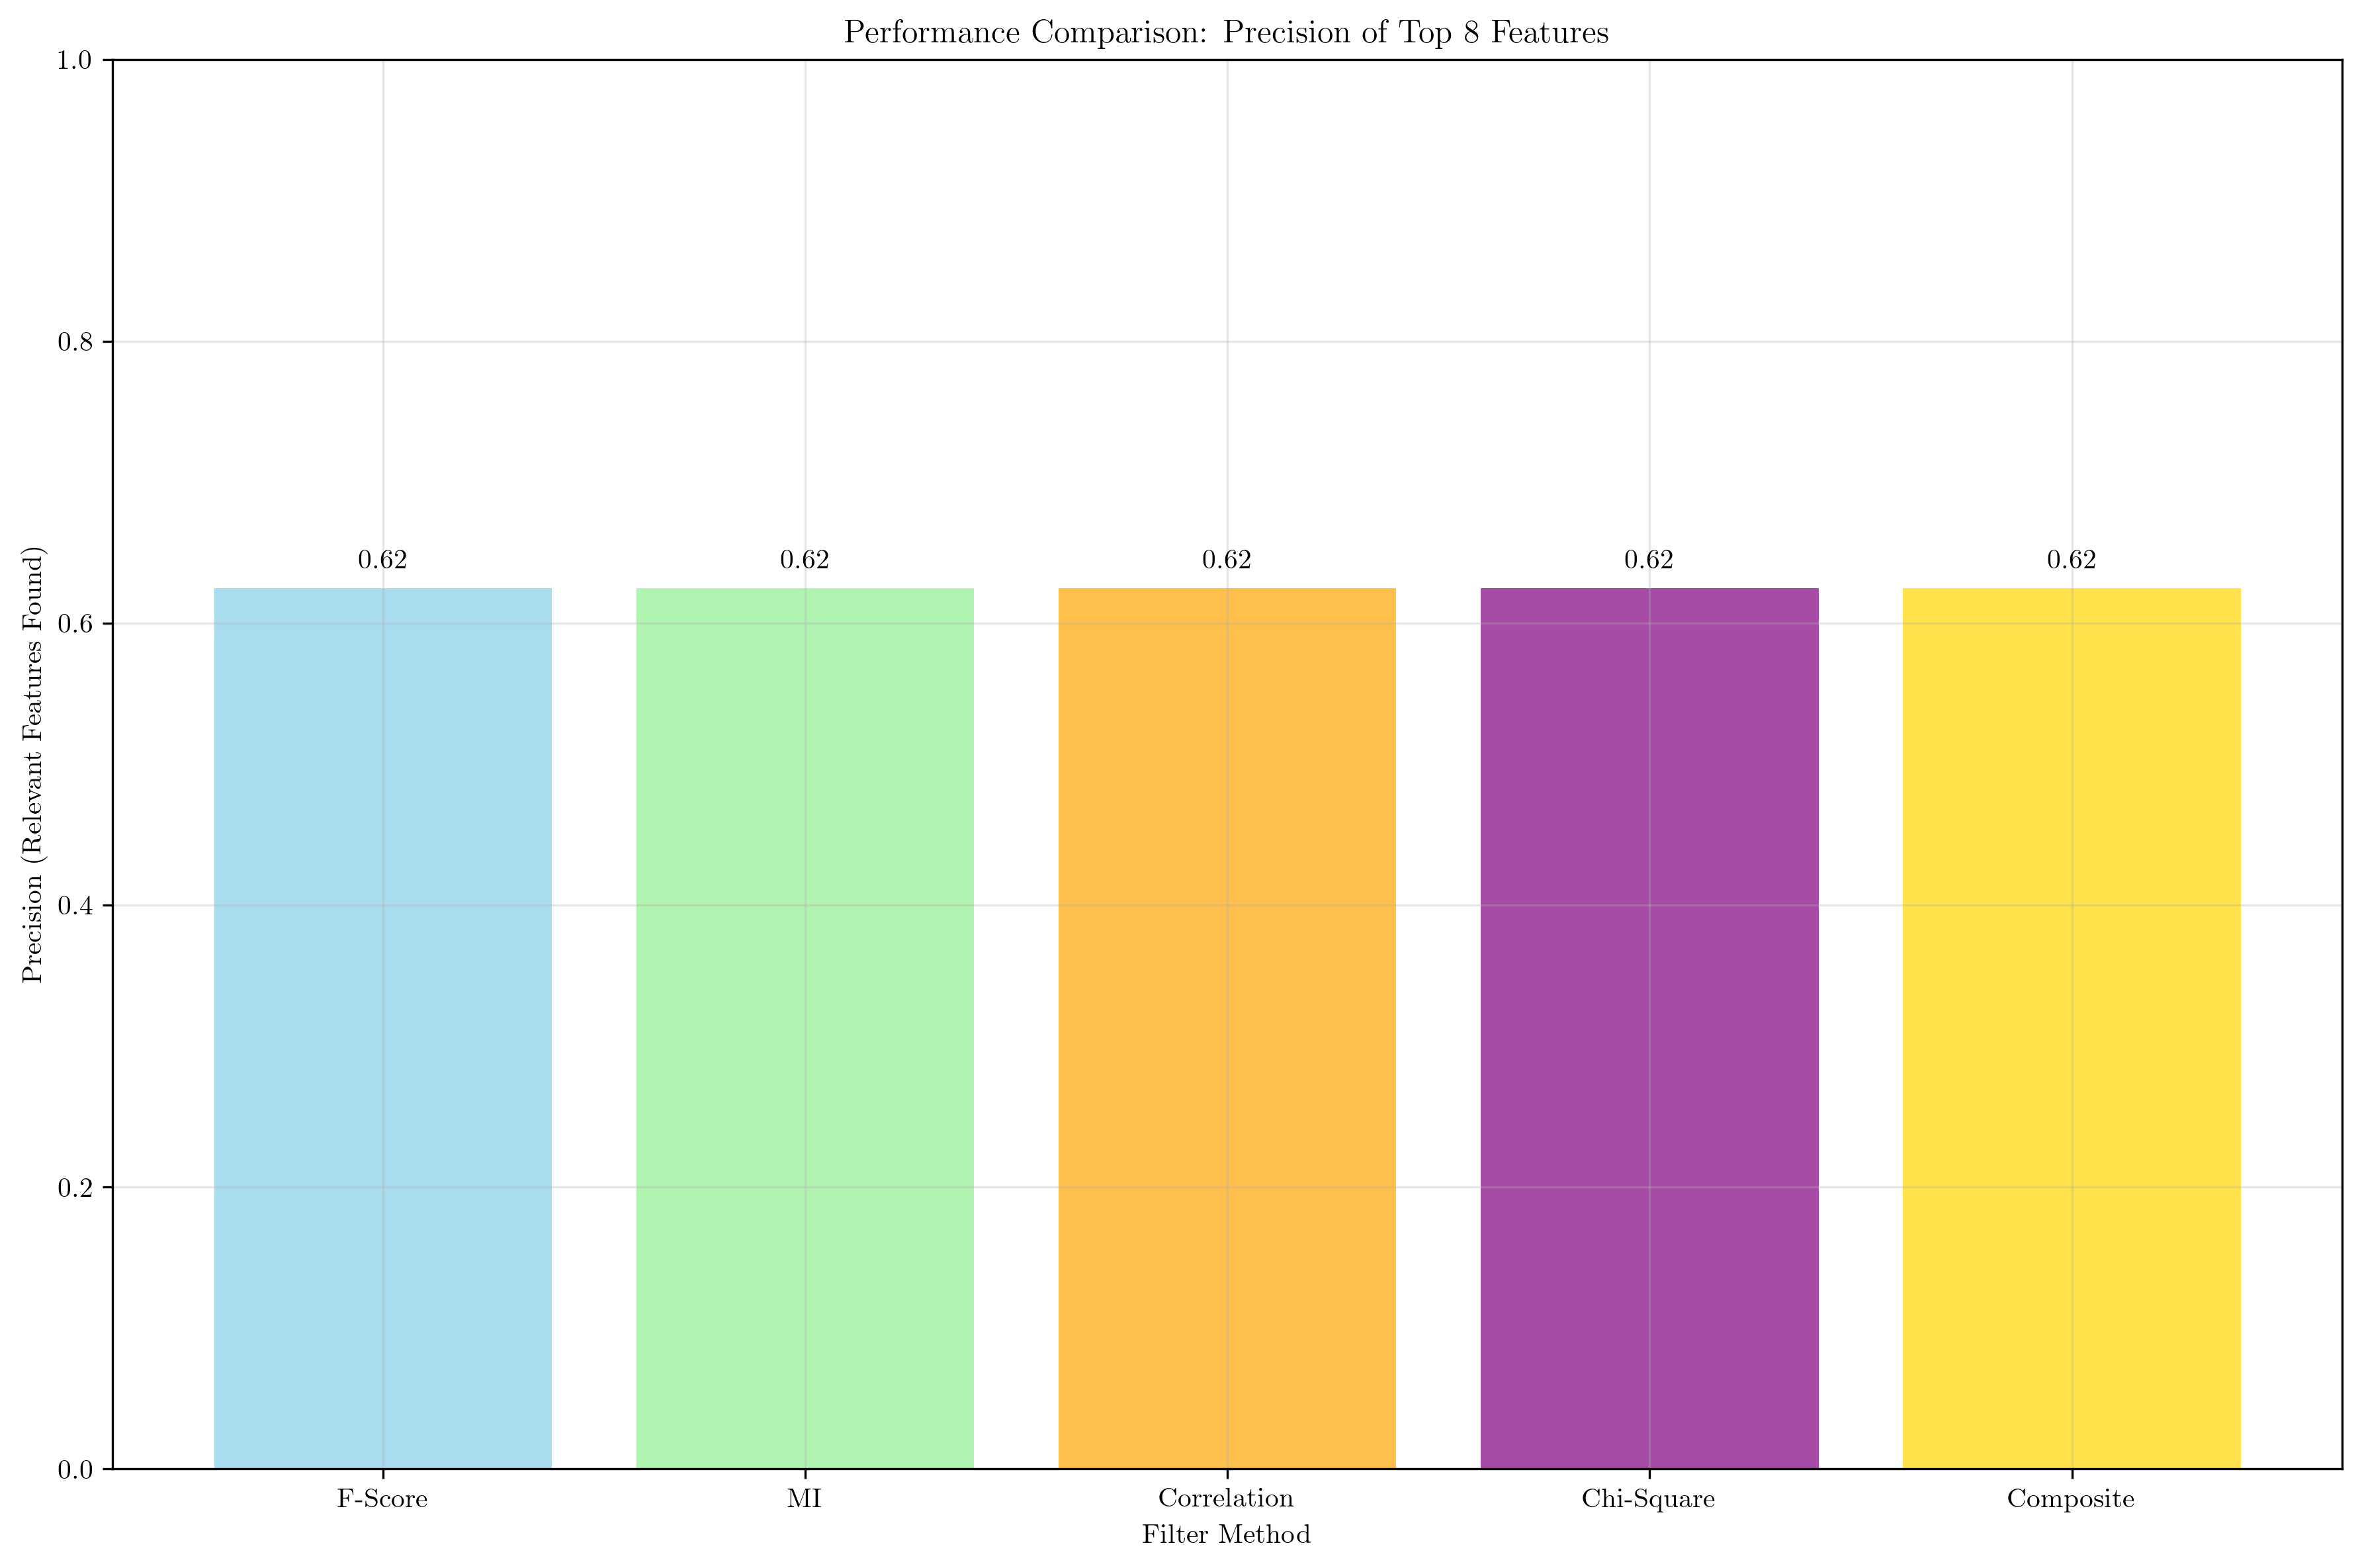 Performance Comparison: Precision of Top 8 Features
1.0
0.8
0.6
0.4
0.2
0.0
Precision (Relevant Features Found)
0.62
0.62
0.62
0.62
0.62
F-Score
MI
Correlation
Chi-Square
Composite
Filter Method